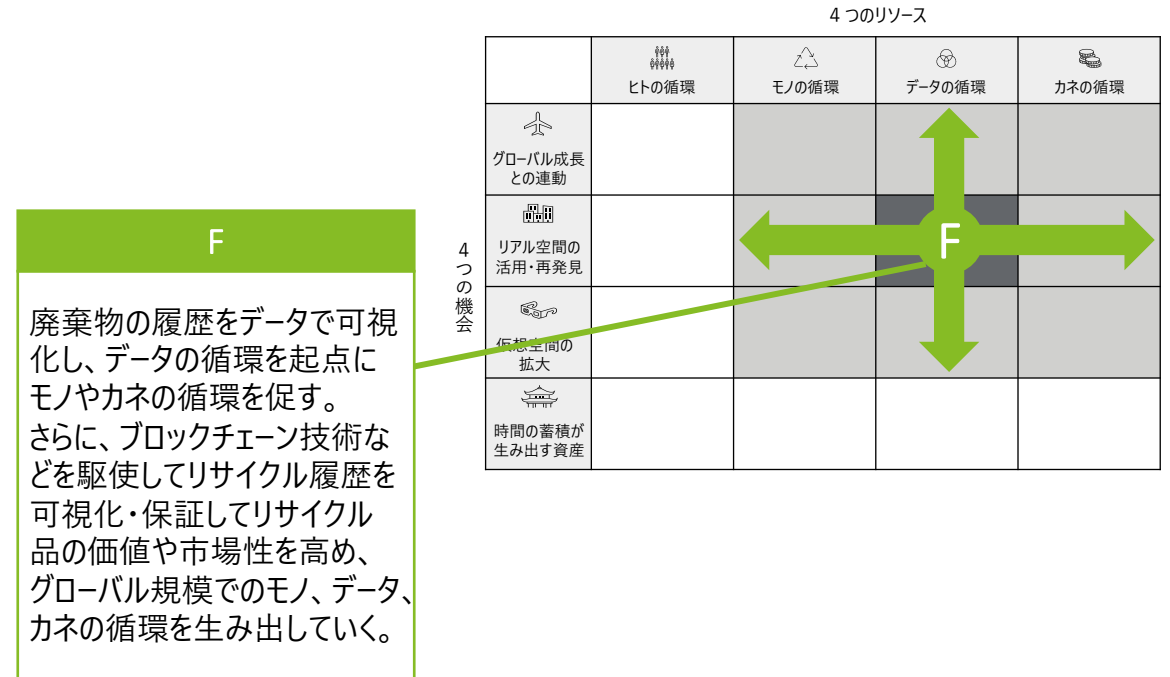 4 つのリソース
ヒトの循環
モノの循環
データの循環
カネの循環
4つの機会
グローバル成長
との連動
リアル空間の
活用・再発見
仮想空間の
拡大
時間の蓄積が
生み出す資産
F
F
廃棄物の履歴をデータで可視
化し、データの循環を起点に
モノやカネの循環を促す。
さらに、ブロックチェーン技術な
どを駆使してリサイクル履歴を
可視化・保証してリサイクル
品の価値や市場性を高め、
グローバル規模でのモノ、データ、
カネの循環を生み出していく。